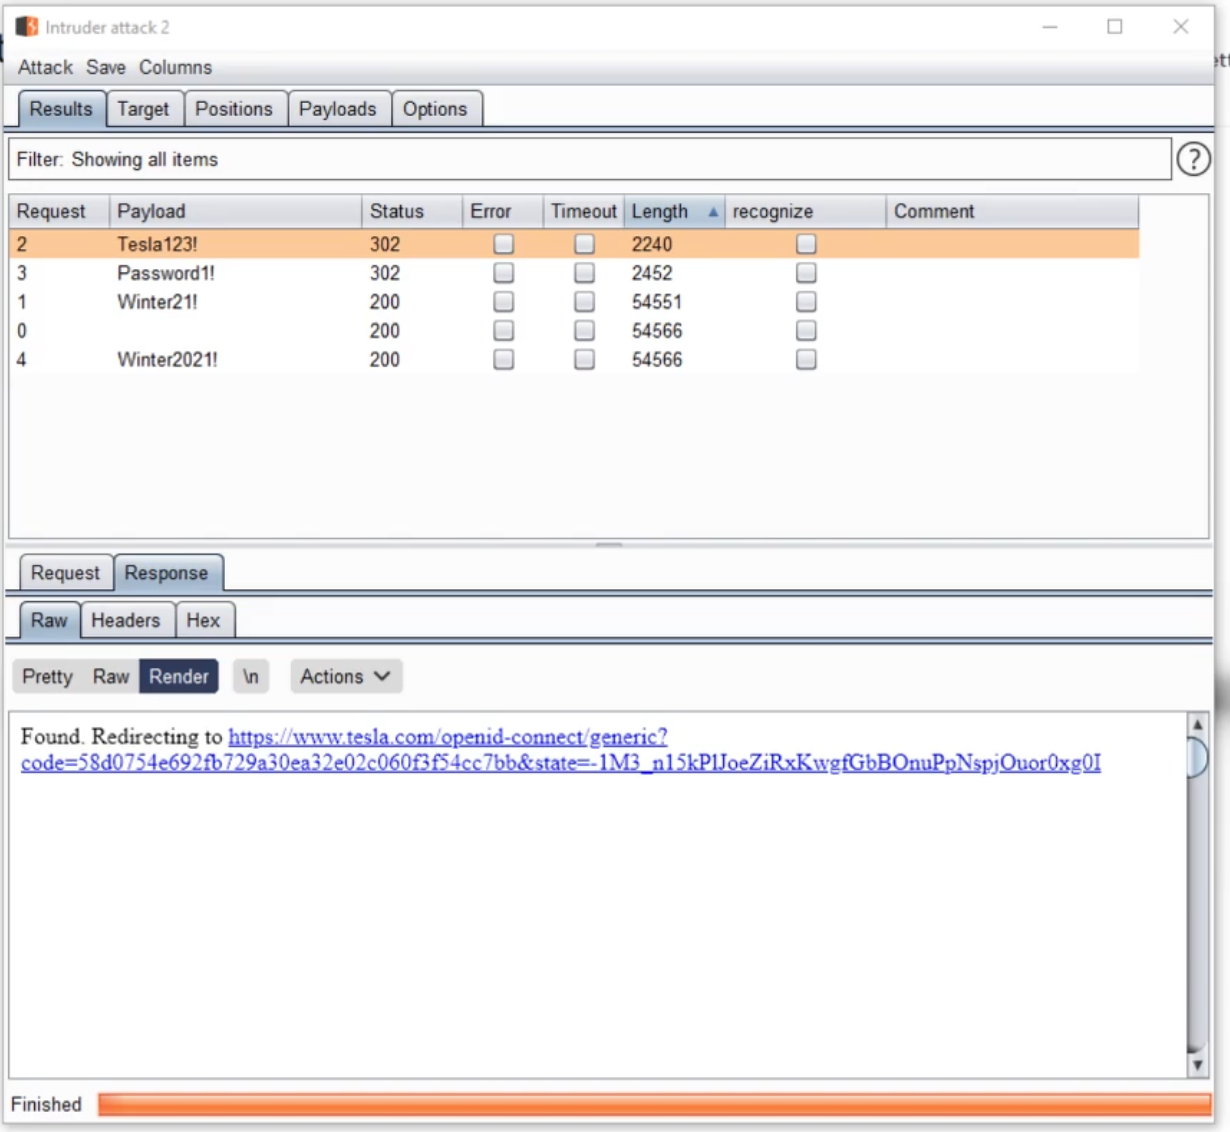 Intruder attack 2
Attack Save Columns
Results Target Positions Payloads Options
Filter: Showing all items ?
Request Payload Status Error Timeout Length recognize Comment
2 Tesla123! 302 2240
3 Password1! 302 2452
1 Winter21! 200 54551
0 200 54566
4 Winter2021! 200 54566
Request Response
Raw Headers Hex
Pretty Raw Render \n Actions
Found. Redirecting to https://www.tesla.com/openid-connect/generic?
code=58d0754e692fb729a30ea32e02c060f3f54cc7bb&state=-1M3_n15kPlJoeZiRxKwgfGbBOnuPpNspjOuor0xg0I
Finished